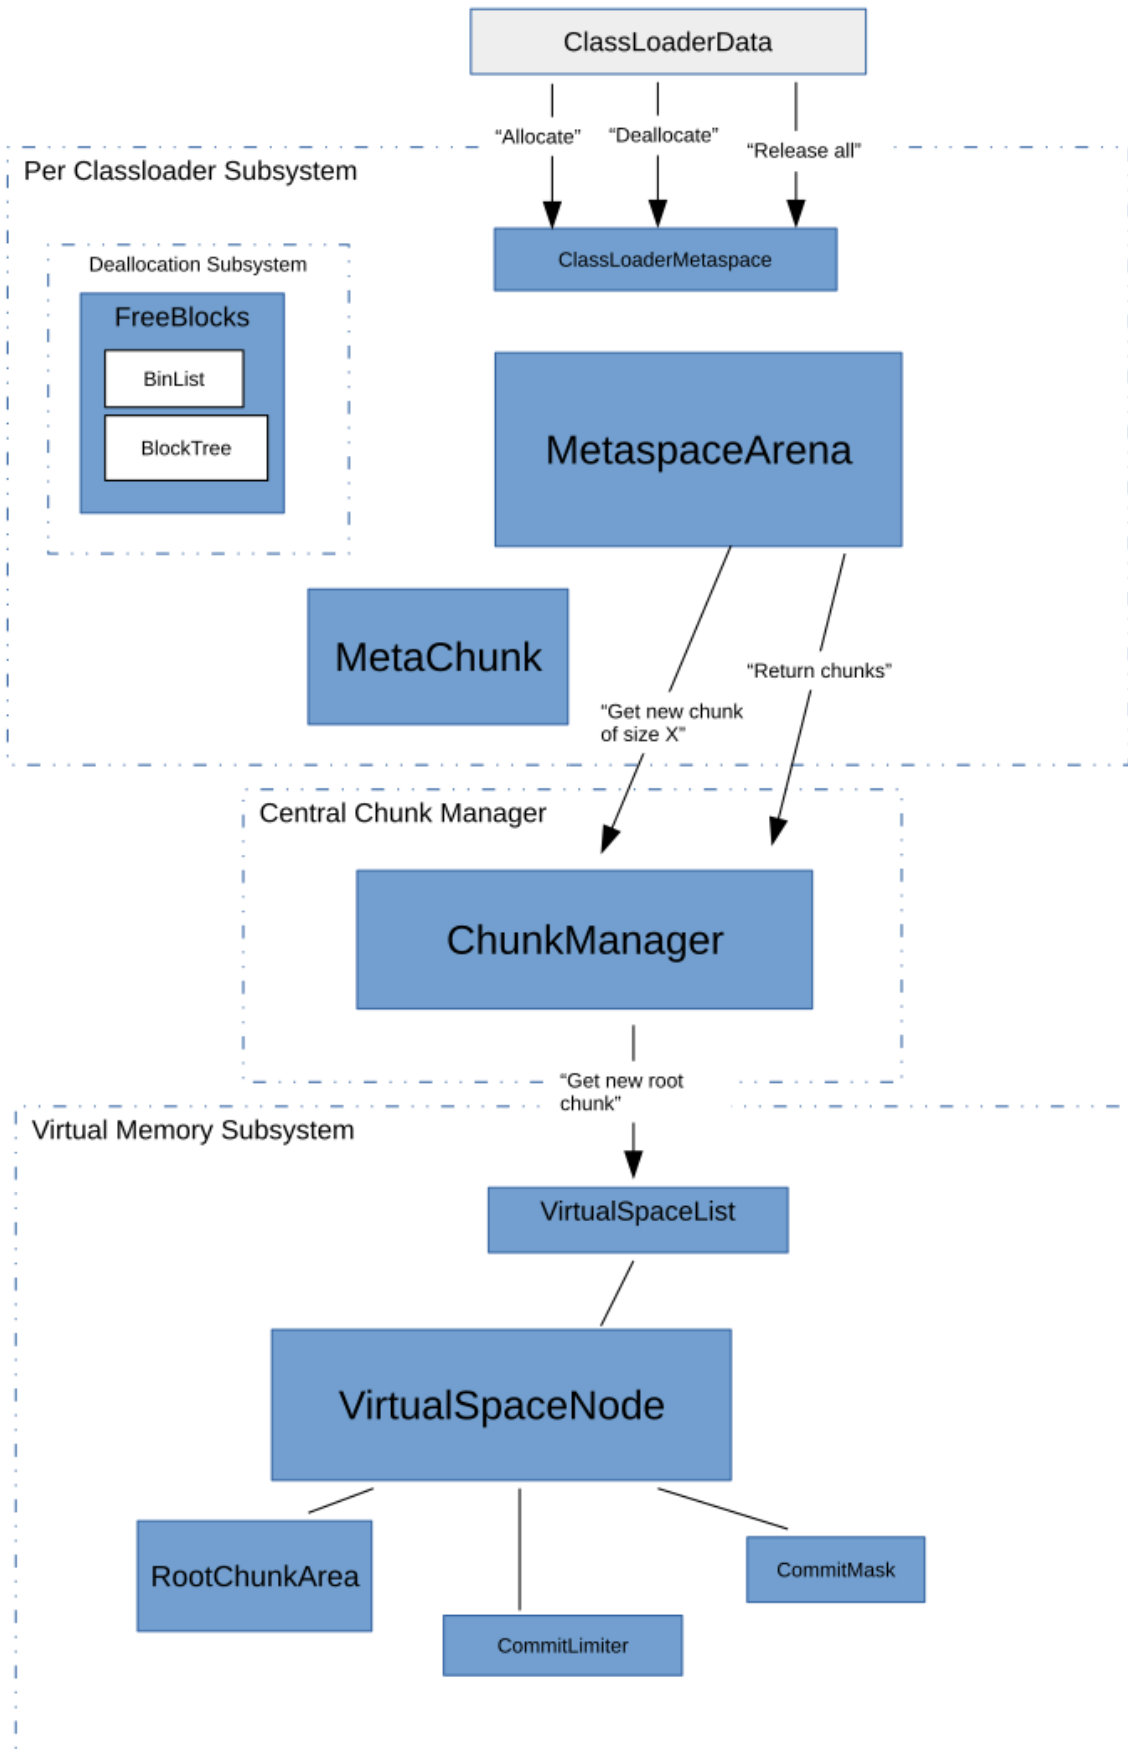 ClassLoaderData
“Allocate”
“Deallocate”
“Release all”
Per Classloader Subsystem
ClassLoaderMetaspace
Deallocation Subsystem
FreeBlocks
BinList
BlockTree
MetaspaceArena
MetaChunk
“Return chunks”
“Get new chunk
of size X”
Central Chunk Manager
ChunkManager
“Get new root
chunk”
Virtual Memory Subsystem
VirtualSpaceList
VirtualSpaceNode
RootChunkArea
CommitMask
CommitLimiter